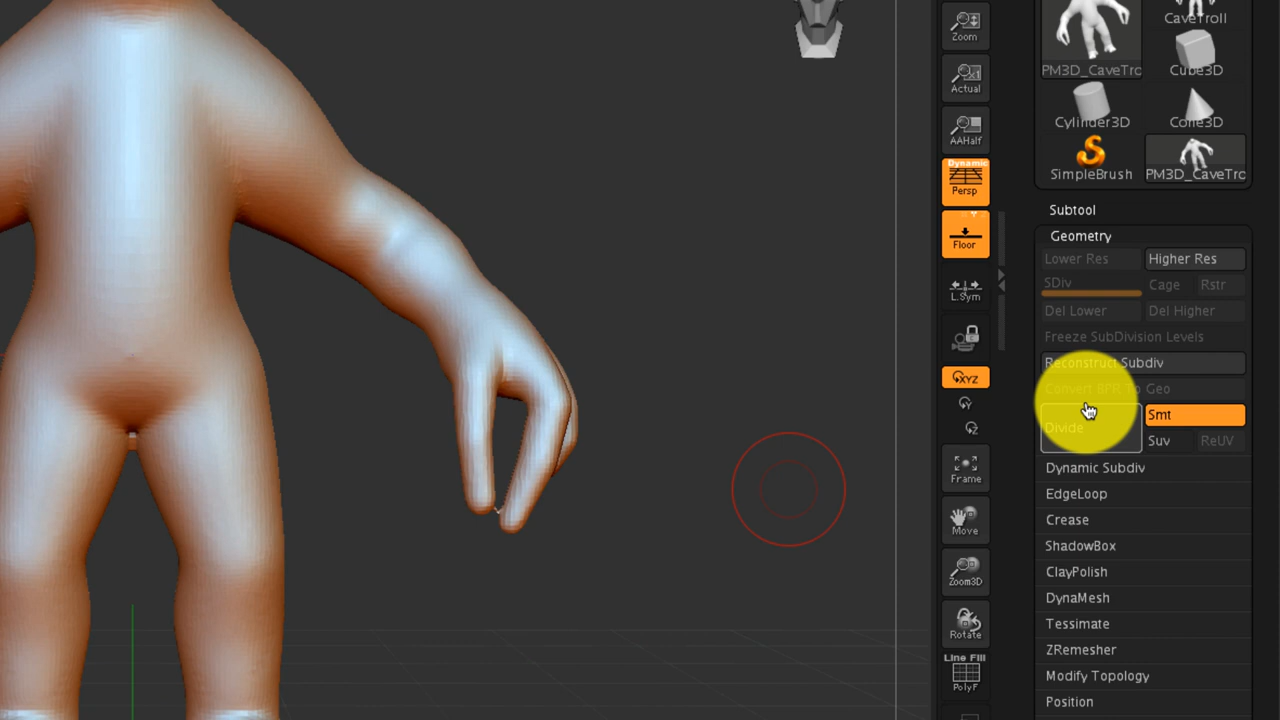 Zoom
Actual
AAHalf
Dynamic
Persp
Floor
L.Sym
XYZ
Y
Z
Frame
Move
Zoom3D
Rotate
Line Fill
PolyF
CaveTroll
PM3D_CaveTro
Cube3D
Cylinder3D
Cone3D
SimpleBrush
PM3D_CaveTro
Subtool
Geometry
Lower Res
Higher Res
SDiv
Cage
Rstr
Del Lower
Del Higher
Freeze SubDivision Levels
Reconstruct Subdiv
Convert BPR To Geo
Divide
Smt
Suv
ReUV
Dynamic Subdiv
EdgeLoop
Crease
ShadowBox
ClayPolish
DynaMesh
Tessimate
ZRemesher
Modify Topology
Position